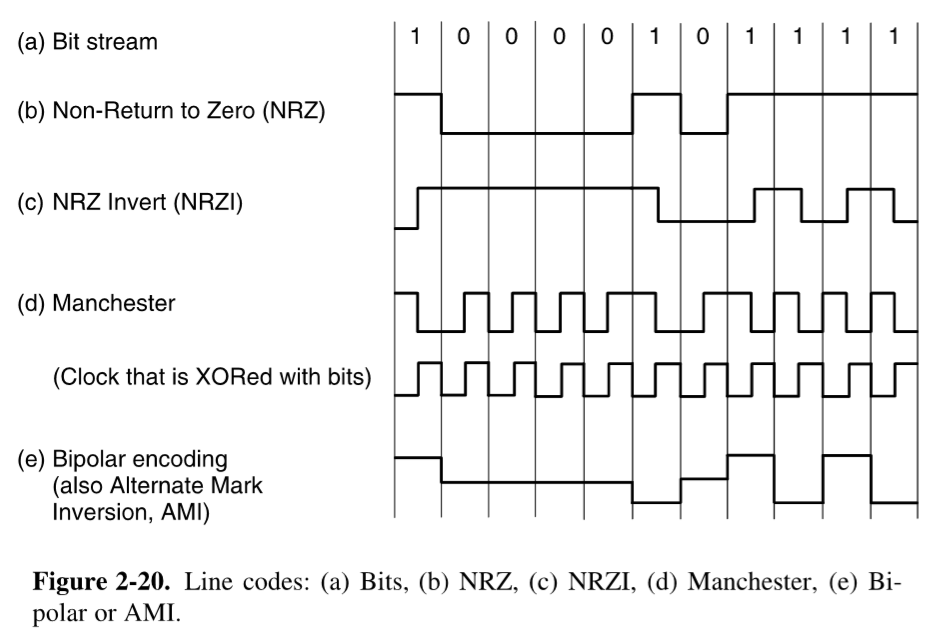 (a) Bit stream 1 0 0 0 0 1 0 1 1 1 1
(b) Non-Return to Zero (NRZ)
(c) NRZ Invert (NRZI)
(d) Manchester
(Clock that is XORed with bits)
(e) Bipolar encoding
(also Alternate Mark
Inversion, AMI)
Figure 2-20. Line codes: (a) Bits, (b) NRZ, (c) NRZI, (d) Manchester, (e) Bi-
polar or AMI.